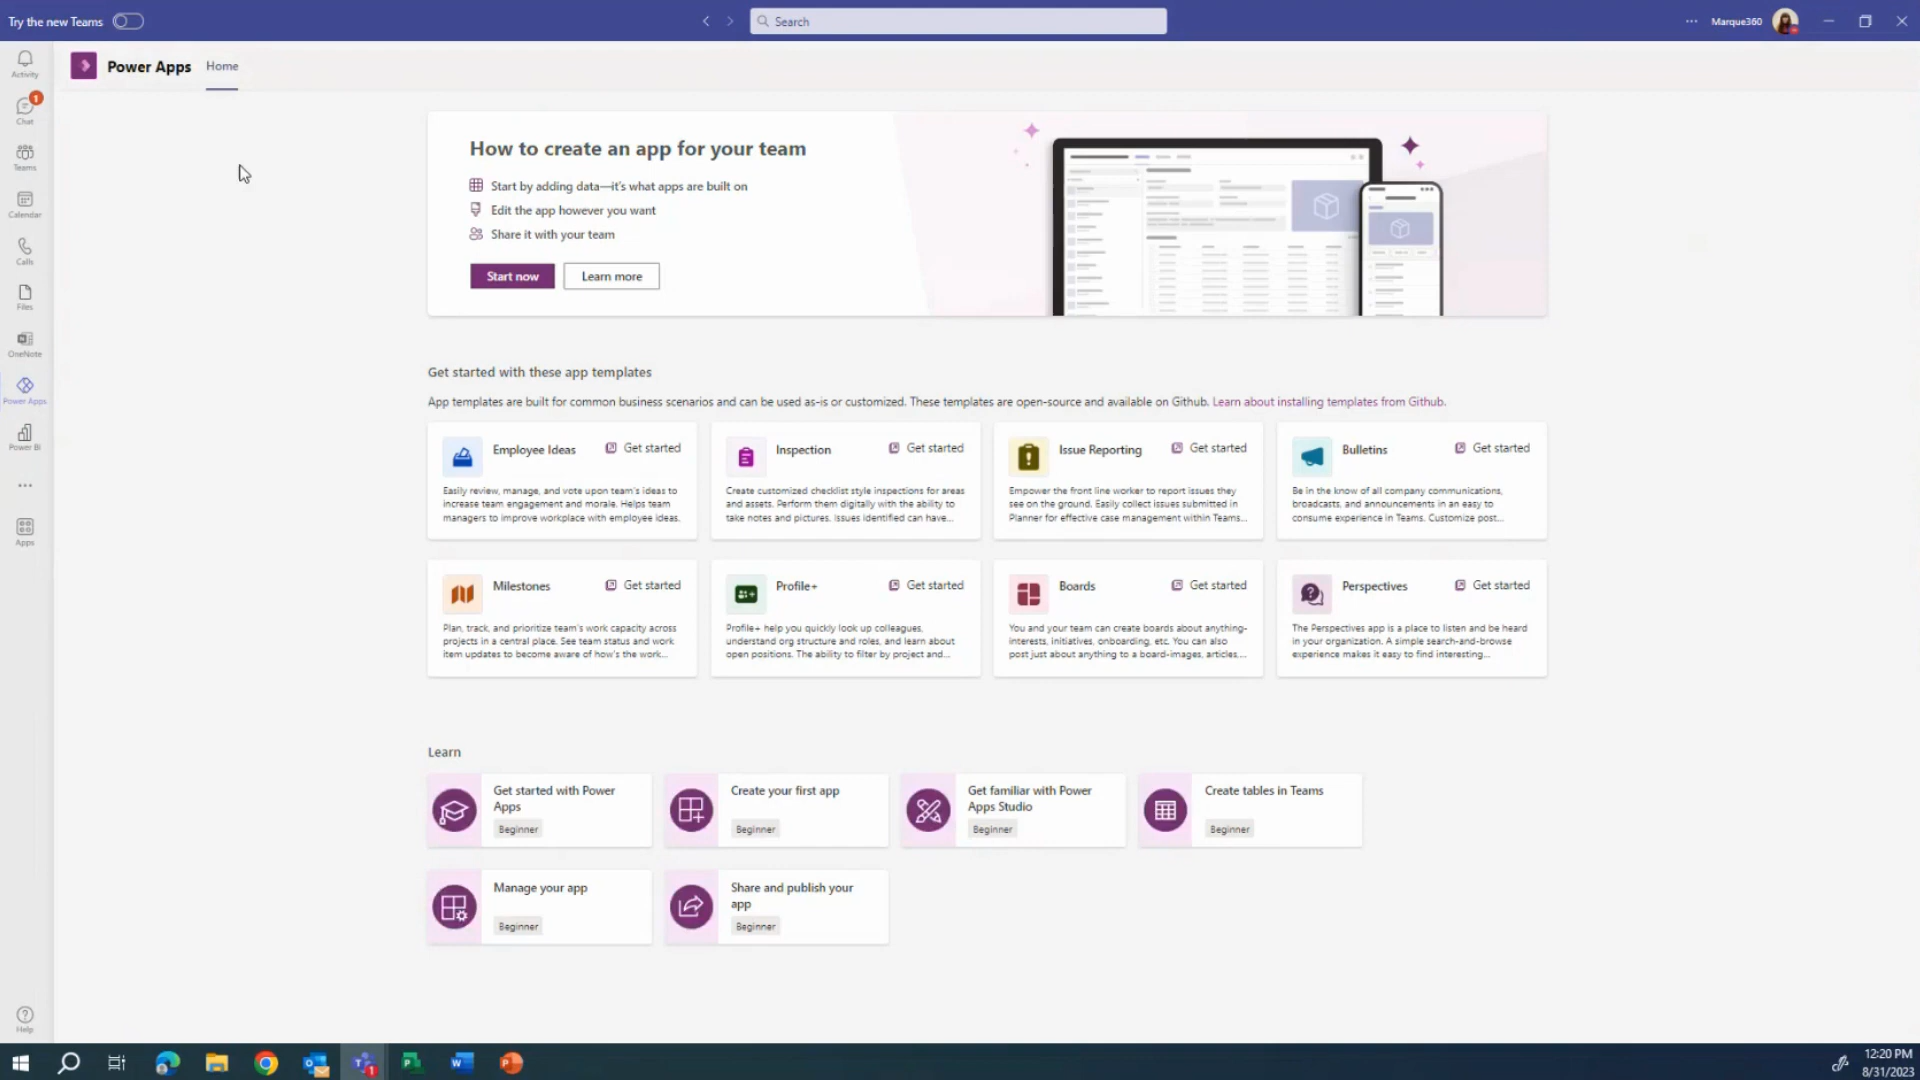 Try the new Teams
Search
Marque360
Activity
1
Chat
Teams
Calendar
Calls
Files
OneNote
Power Apps
Power BI
Apps
Help
Power Apps
Home
How to create an app for your team
Start by adding data—it's what apps are built on
Edit the app however you want
Share it with your team
Start now
Learn more
Get started with these app templates
App templates are built for common business scenarios and can be used as-is or customized. These templates are open-source and available on Github. Learn about installing templates from Github.
Employee Ideas
Get started
Easily review, manage, and vote upon team's ideas to
increase team engagement and morale. Helps team
managers to improve workplace with employee ideas.
Inspection
Get started
Create customized checklist style inspections for areas
and assets. Perform them digitally with the ability to
take notes and pictures. Issues identified can have...
Issue Reporting
Get started
Empower the front line worker to report issues they
see on the ground. Easily collect issues submitted in
Planner for effective case management within Teams...
Bulletins
Get started
Be in the know of all company communications,
broadcasts, and announcements in an easy to
consume experience in Teams. Customize post...
Milestones
Get started
Plan, track, and prioritize team's work capacity across
projects in a central place. See team status and work
item updates to become aware of how's the work...
Profile+
Get started
Profile+ help you quickly look up colleagues,
understand org structure and roles, and learn about
open positions. The ability to filter by project and...
Boards
Get started
You and your team can create boards about anything-
interests, initiatives, onboarding, etc. You can also
post just about anything to a board-images, articles,...
Perspectives
Get started
The Perspectives app is a place to listen and be heard
in your organization. A simple search-and-browse
experience makes it easy to find interesting...
Learn
Get started with Power
Apps
Beginner
Create your first app
Beginner
Get familiar with Power
Apps Studio
Beginner
Create tables in Teams
Beginner
Manage your app
Beginner
Share and publish your
app
Beginner
12:20 PM
8/31/2023